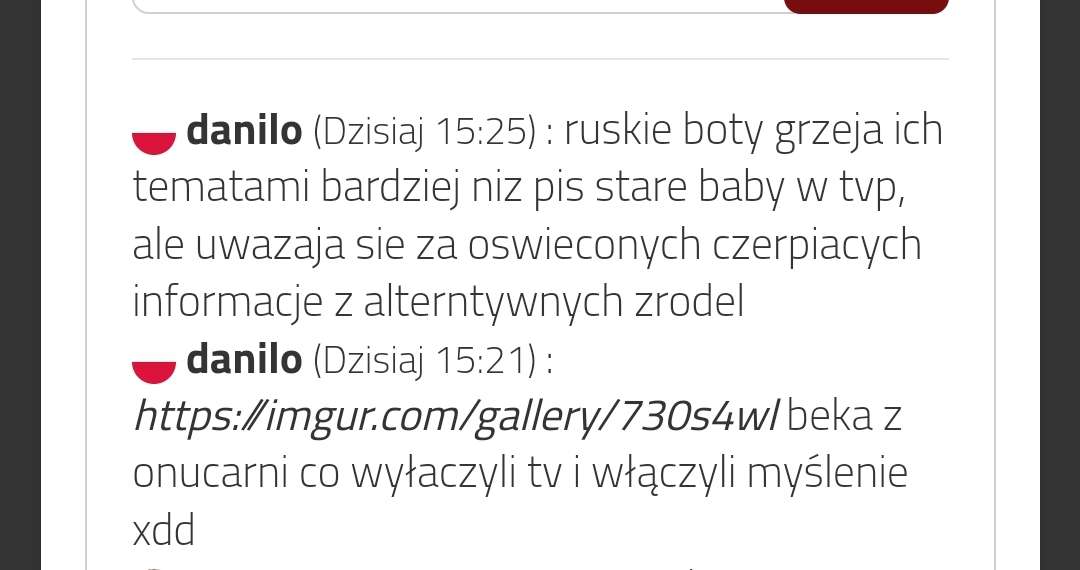 danilo (Dzisiaj 15:25) : ruskie boty grzeja ich
tematami bardziej niz pis stare baby w tvp,
ale uwazaja sie za oswieconych czerpiacych
informacje z alterntywnych zrodel
danilo (Dzisiaj 15:21) :
https://imgur.com/gallery/730s4wl beka z
onucarni co wyłaczyli tv i włączyli myślenie
xdd